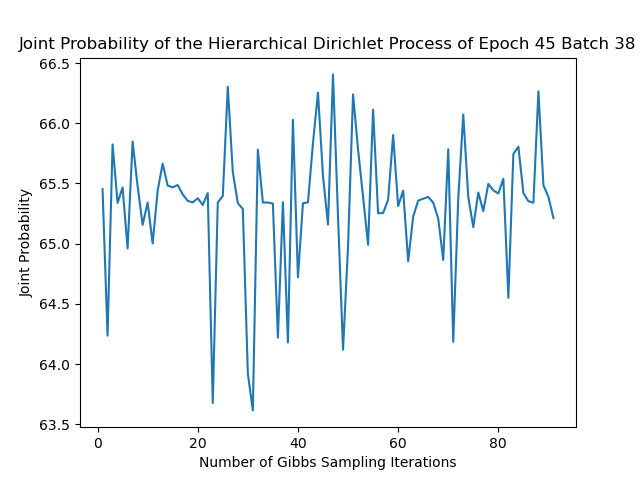 Joint Probability of the Hierarchical Dirichlet Process of Epoch 45 Batch 38
66.5
66.0
65.5
65.0
64.5
64.0
63.5
Joint Probability
0 20 40 60 80
Number of Gibbs Sampling Iterations